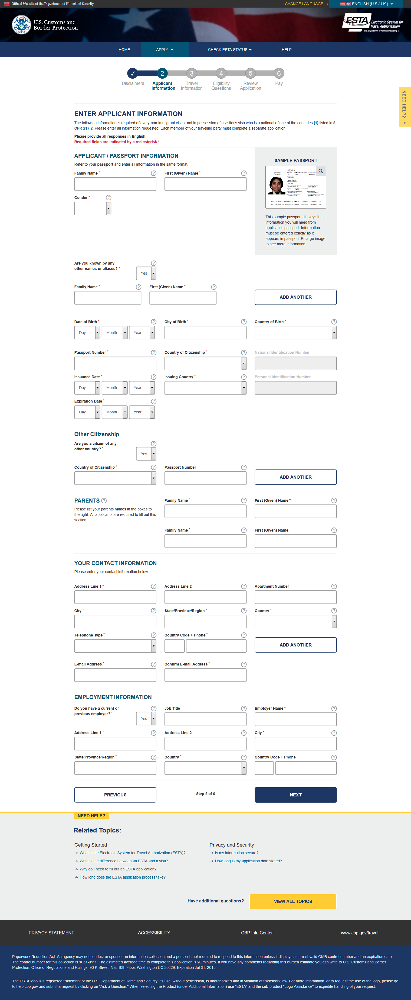 Official Website of the Department of Homeland Security
CHANGE LANGUAGE
ENGLISH (U.S./U.K.)
U.S. Customs and
Border Protection
ESTA
Electronic System for
Travel Authorization
U.S. Department of Homeland Security
HOME
APPLY
CHECK ESTA STATUS
HELP
✓
2
3
4
5
6
Disclaimers
Applicant
Information
Travel
Information
Eligibility
Questions
Review
Application
Pay
NEED HELP?
ENTER APPLICANT INFORMATION
The following information is required of every non-immigrant visitor not in possession of a visitor's visa who is a national of one of the countries [1] listed in 8
CFR 217.2. Please enter all information requested. Each member of your traveling party must complete a separate application.
Please provide all responses in English.
Required fields are indicated by a red asterisk *.
APPLICANT / PASSPORT INFORMATION
Refer to your passport and enter all information in the same format.
Family Name * ?
First (Given) Name * ?
Gender * ?
SAMPLE PASSPORT
UTOPIA
Passport
Passeport
This sample passport displays the
information you will need from
applicant's passport. Information
must be entered exactly as it
appears in passport. Enlarge image
to see more information.
Are you known by any ?
other names or aliases? *
Yes
Family Name * ?
First (Given) Name * ?
ADD ANOTHER
Date of Birth * ?
City of Birth * ?
Country of Birth * ?
Day
Month
Year
Passport Number * ?
Country of Citizenship * ?
National Identification Number
Issuance Date * ?
Issuing Country * ?
Personal Identification Number
Day
Month
Year
Expiration Date * ?
Day
Month
Year
Other Citizenship
Are you a citizen of any ?
other country? *
Yes
Country of Citizenship * ?
Passport Number ?
ADD ANOTHER
PARENTS ?
Please list your parents names in the boxes to
the right. All applicants are required to fill out this
section.
Family Name * ?
First (Given) Name * ?
Family Name * ?
First (Given) Name ?
YOUR CONTACT INFORMATION
Please enter your contact information below.
Address Line 1 * ?
Address Line 2 ?
Apartment Number ?
City * ?
State/Province/Region * ?
Country * ?
Telephone Type * ?
Country Code + Phone * ?
ADD ANOTHER
E-mail Address * ?
Confirm E-mail Address * ?
EMPLOYMENT INFORMATION
Do you have a current or ?
previous employer? *
Yes
Job Title ?
Employer Name * ?
Address Line 1 * ?
Address Line 2 ?
City * ?
State/Province/Region * ?
Country * ?
Country Code + Phone ?
PREVIOUS
Step 2 of 6
NEXT
NEED HELP?
Related Topics:
Getting Started
What is the Electronic System for Travel Authorization (ESTA)?
What is the difference between an ESTA and a visa?
Why do I need to fill out an ESTA application?
How long does the ESTA application process take?
Privacy and Security
Is my information secure?
How long is my application data stored?
Have additional questions?
VIEW ALL TOPICS
PRIVACY STATEMENT
ACCESSIBILITY
CBP Info Center
www.cbp.gov/travel
Paperwork Reduction Act: An agency may not conduct or sponsor an information collection and a person is not required to respond to this information unless it displays a current valid OMB control number and an expiration date.
The control number for this collection is 1651-0111. The estimated average time to complete this application is 20 minutes. If you have any comments regarding this burden estimate you can write to U.S. Customs and Border
Protection, Office of Regulations and Rulings, 90 K Street, NE, 10th Floor, Washington DC 20229. Expiration Jul 31, 2015.
The ESTA logo is a registered trademark of the U.S. Department of Homeland Security. Its use, without permission, is unauthorized and in violation of trademark law. For more information, or to request the use of the logo, please go
to help.cbp.gov and submit a request by clicking on "Ask a Question." When selecting the Product (under Additional Information) use "ESTA" and the sub-product "Logo Assistance" to expedite handling of your request.